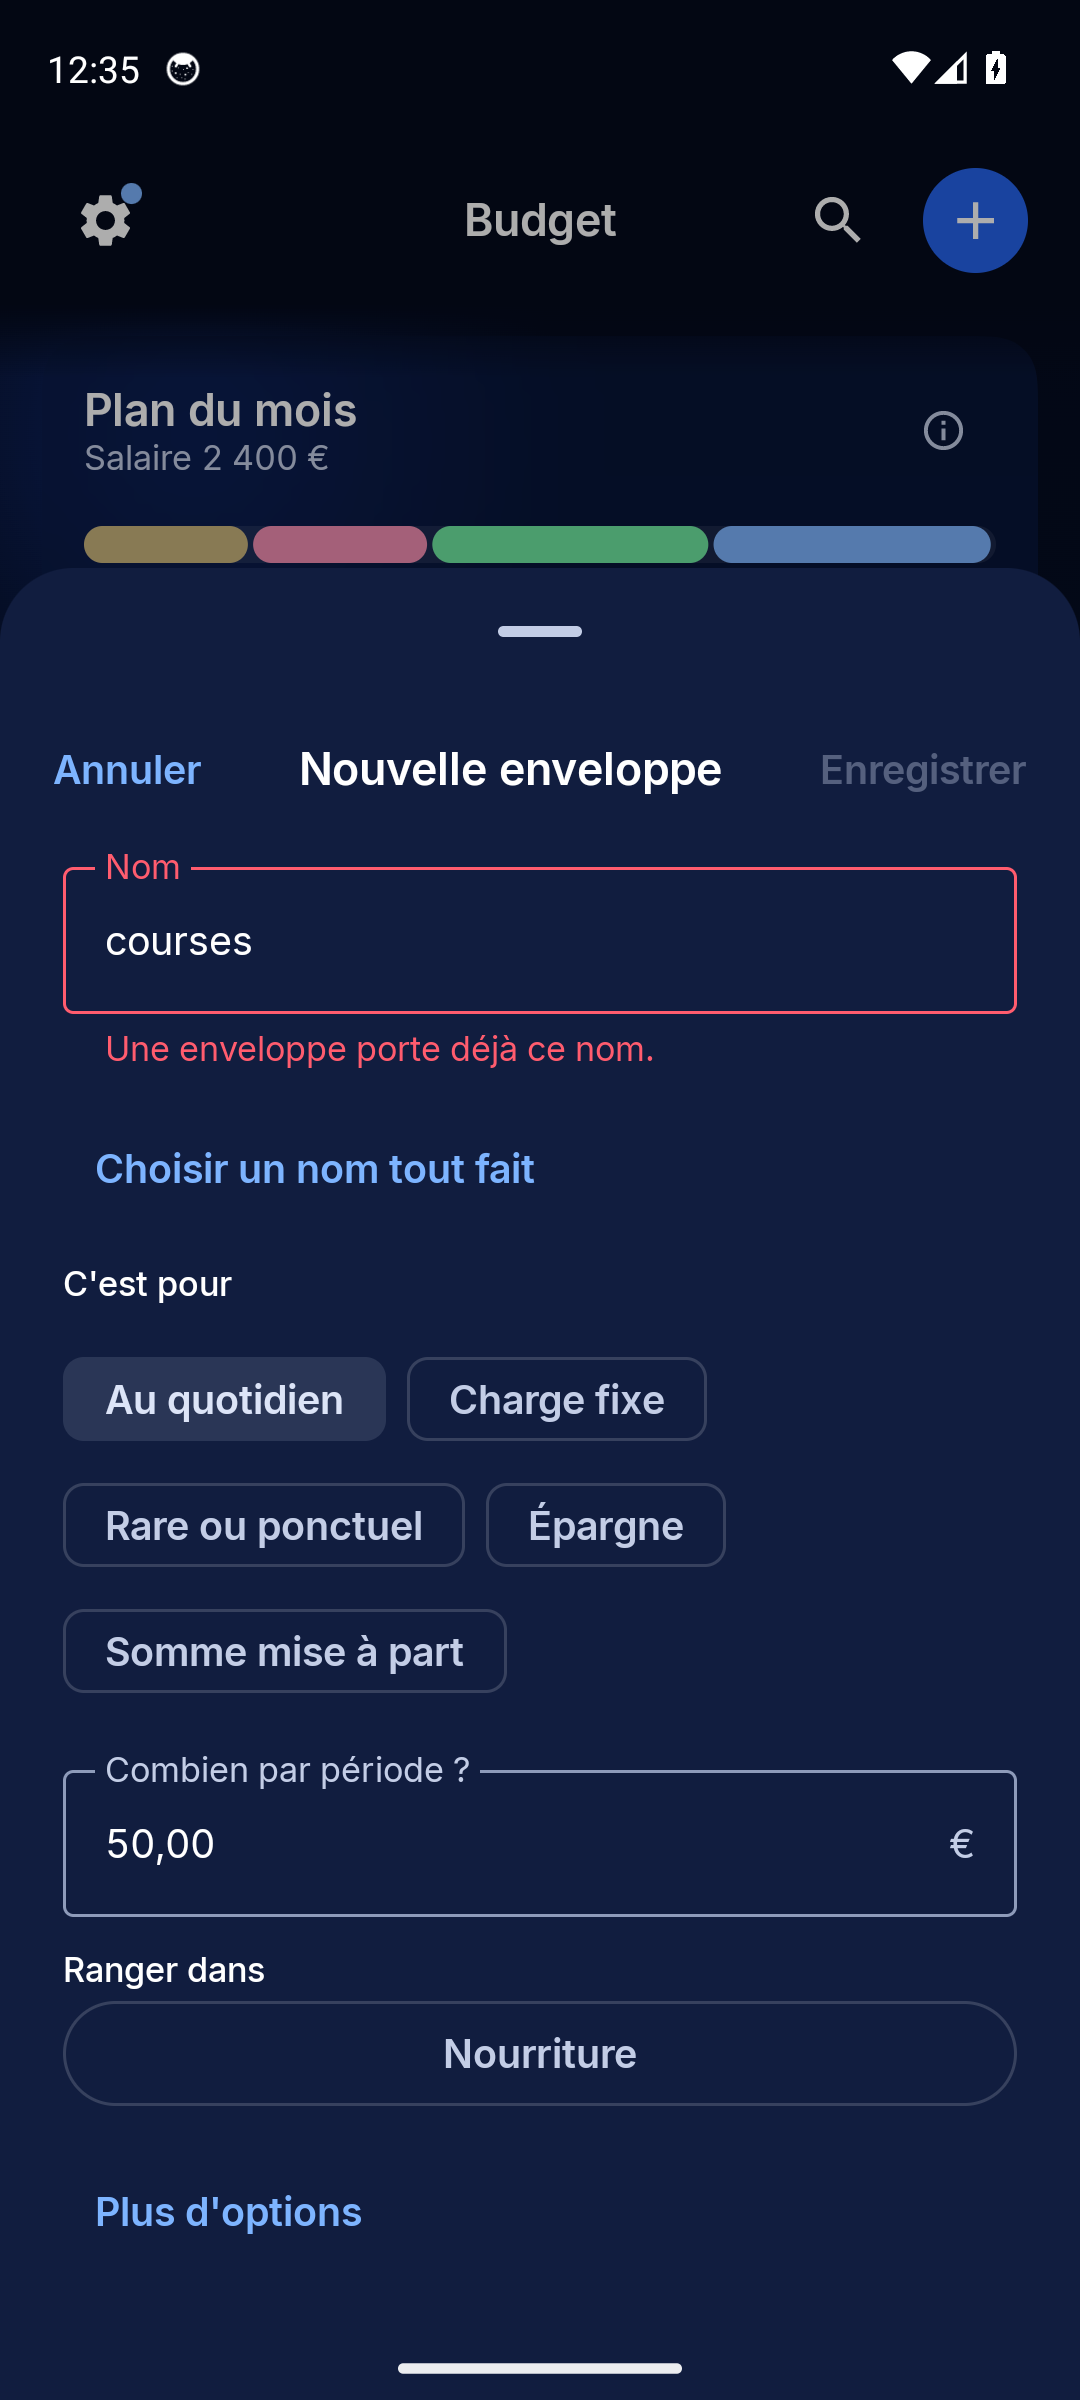 12:35
Budget
Plan du mois
Salaire 2 400 €
Annuler
Nouvelle enveloppe
Enregistrer
Nom
courses
Une enveloppe porte déjà ce nom.
Choisir un nom tout fait
C'est pour
Au quotidien
Charge fixe
Rare ou ponctuel
Épargne
Somme mise à part
Combien par période ?
50,00 €
Ranger dans
Nourriture
Plus d'options